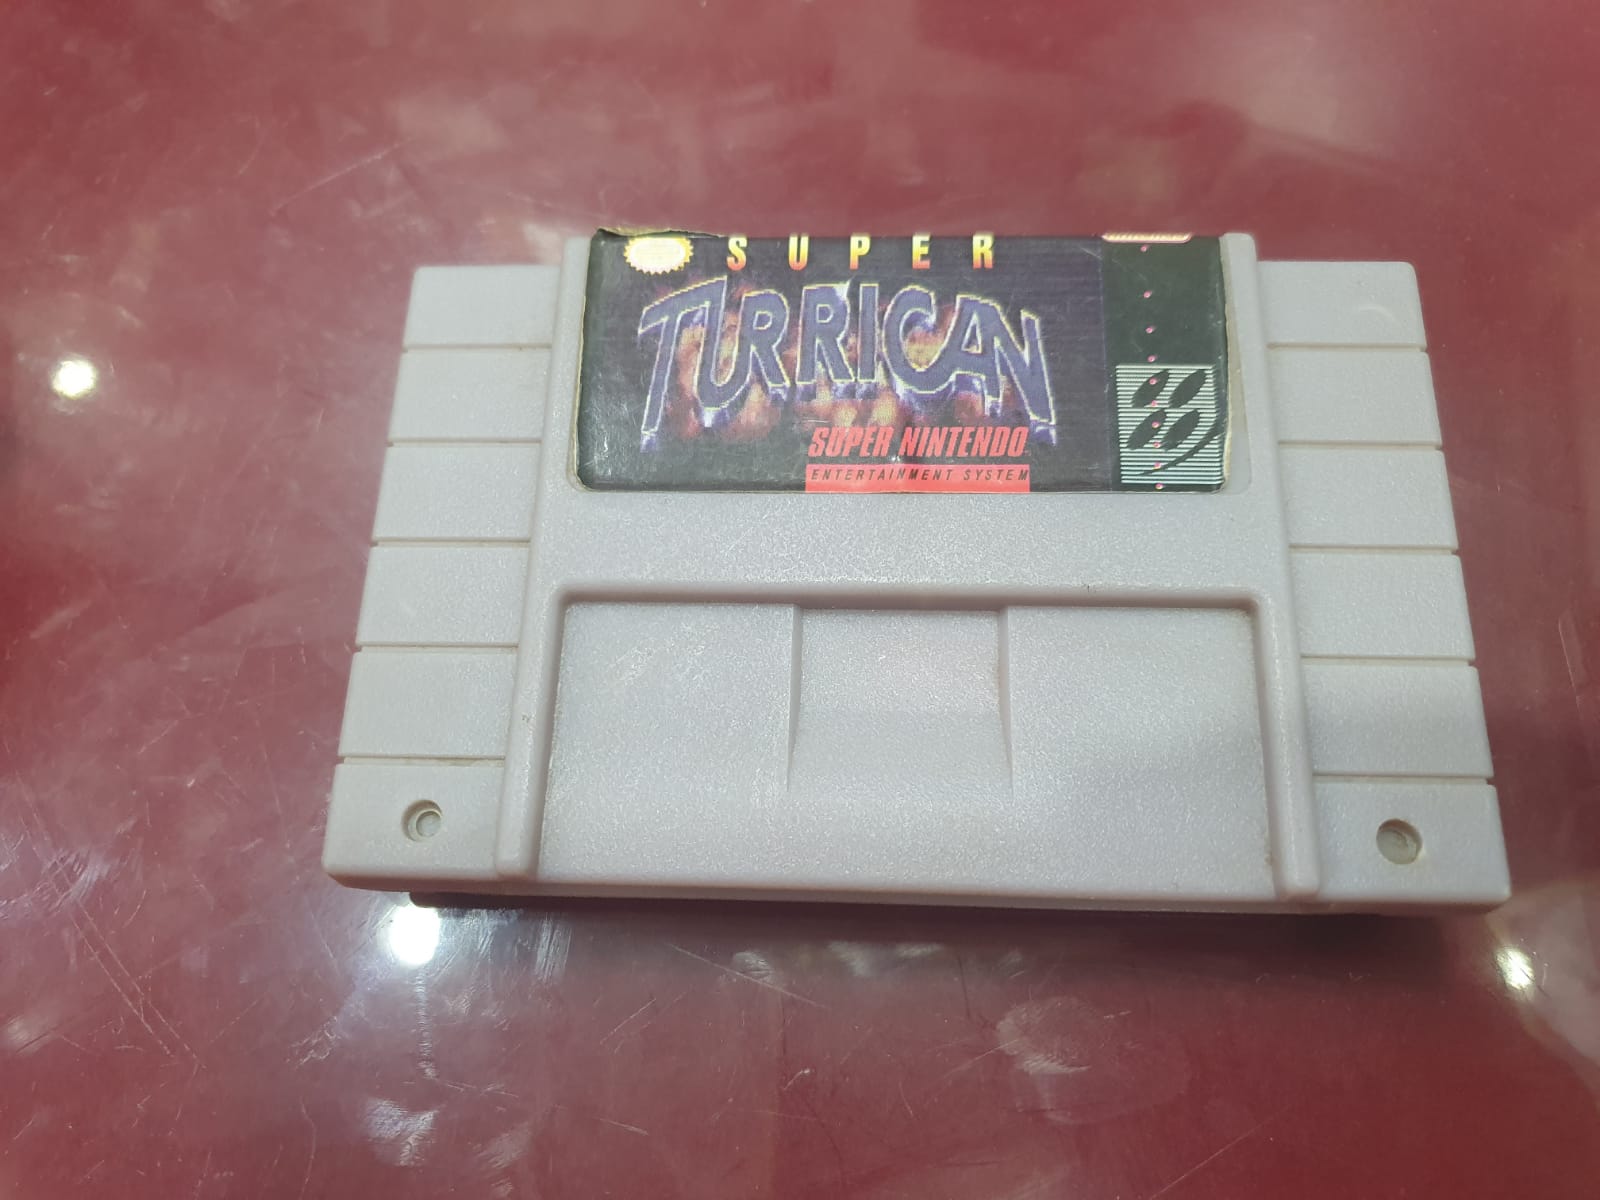 SUPER
TURRICAN
SUPER NINTENDO
ENTERTAINMENT SYSTEM